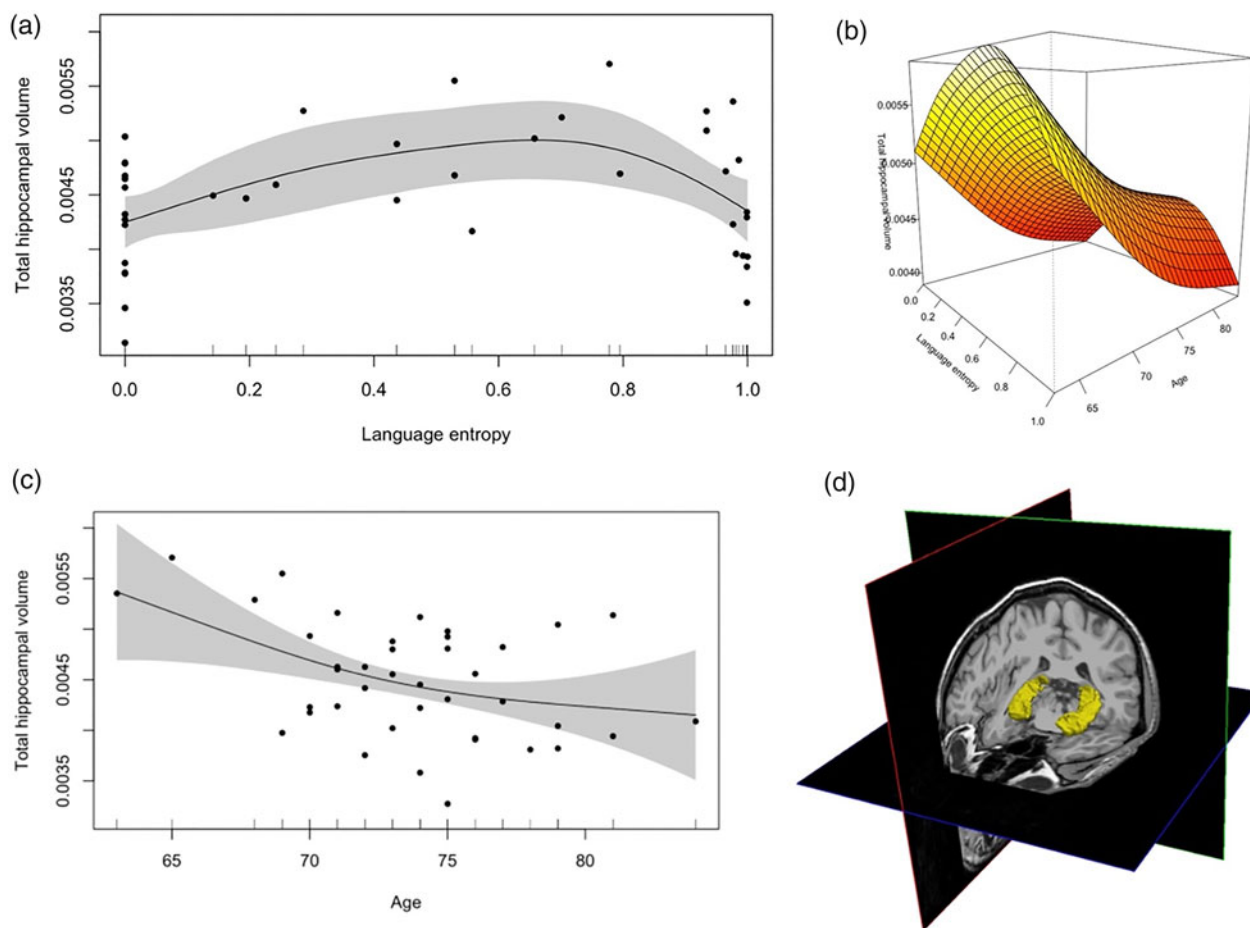 (a)
Total hippocampal volume
0.0055
0.0045
0.0035
0.0 0.2 0.4 0.6 0.8 1.0
Language entropy
(b)
Total hippocampal volume
0.0055
0.0050
0.0045
0.0040
0.0
0.2
0.4
0.6
0.8
1.0
Language entropy
65
70
75
80
Age
(c)
Total hippocampal volume
0.0055
0.0045
0.0035
65 70 75 80
Age
(d)